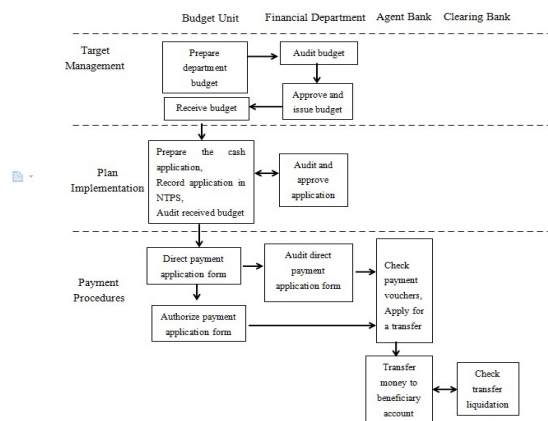 Budget Unit
Financial Department
Agent Bank
Clearing Bank
Target
Management
Prepare
department
budget
Audit budget
Approve and
issue budget
Receive budget
Plan
Implementation
Prepare the cash
application,
Record application in
NTPS,
Audit received budget
Audit and
approve
application
Payment
Procedures
Direct payment
application form
Audit direct
payment
application form
Check
payment
vouchers,
Apply for
a transfer
Authorize payment
application form
Transfer
money to
beneficiary
account
Check
transfer
liquidation